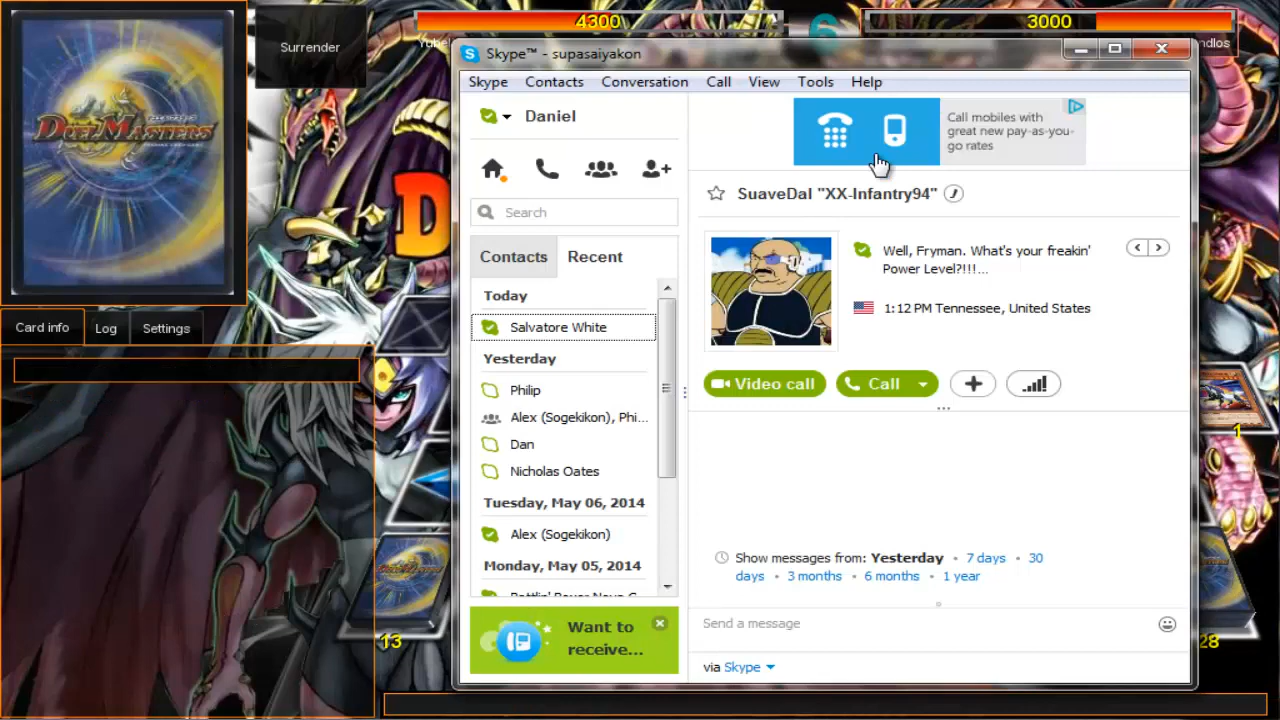 4300
6
3000
DUEL MASTERS
Surrender
Card info
Log
Settings
D
13
1
28
Skype™ - supasaiyakon
Skype Contacts Conversation Call View Tools Help
Daniel
Search
Contacts Recent
Today
Salvatore White
Yesterday
Philip
Alex (Sogekikon), Phi...
Dan
Nicholas Oates
Tuesday, May 06, 2014
Alex (Sogekikon)
Monday, May 05, 2014
Want to
receive...
Call mobiles with
great new pay-as-you-
go rates
SuaveDal "XX-Infantry94"
Well, Fryman. What's your freakin'
Power Level?!!!...
1:12 PM Tennessee, United States
Video call
Call
Show messages from: Yesterday • 7 days • 30
days • 3 months • 6 months • 1 year
Send a message
via Skype